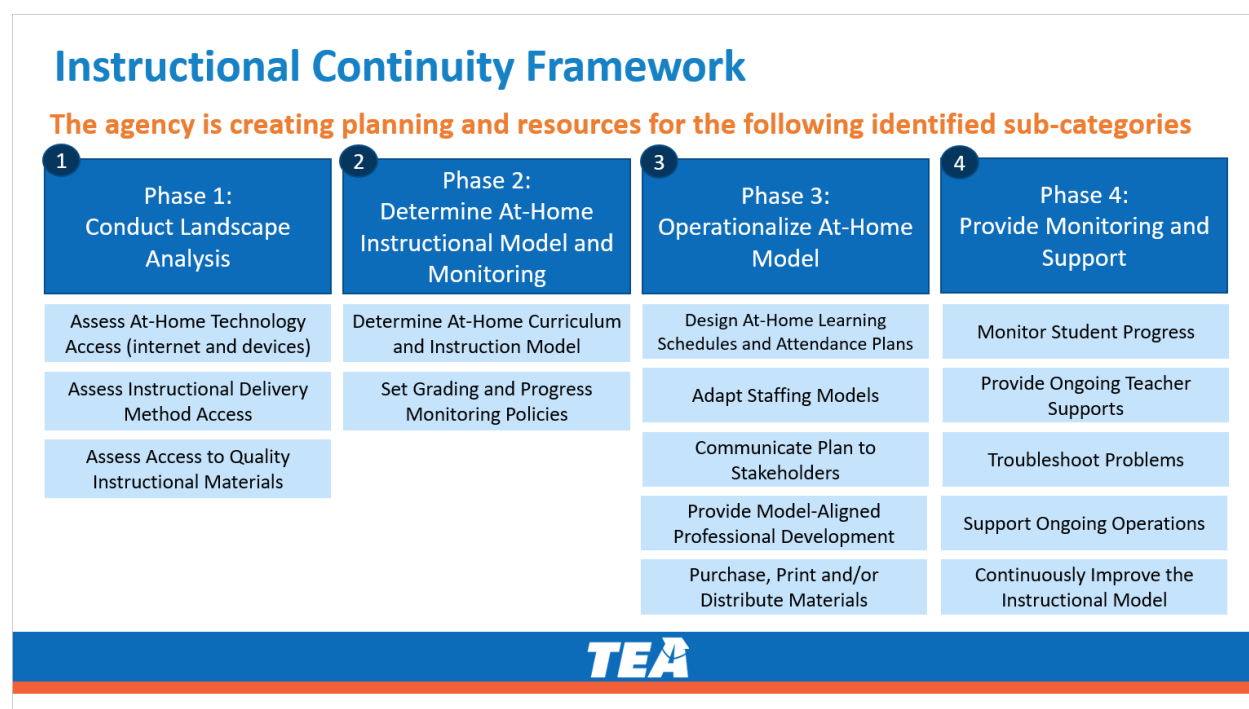 Instructional Continuity Framework
The agency is creating planning and resources for the following identified sub-categories
1
Phase 1:
Conduct Landscape
Analysis
Assess At-Home Technology
Access (internet and devices)
Assess Instructional Delivery
Method Access
Assess Access to Quality
Instructional Materials
2
Phase 2:
Determine At-Home
Instructional Model and
Monitoring
Determine At-Home Curriculum
and Instruction Model
Set Grading and Progress
Monitoring Policies
3
Phase 3:
Operationalize At-Home
Model
Design At-Home Learning
Schedules and Attendance Plans
Adapt Staffing Models
Communicate Plan to
Stakeholders
Provide Model-Aligned
Professional Development
Purchase, Print and/or
Distribute Materials
4
Phase 4:
Provide Monitoring and
Support
Monitor Student Progress
Provide Ongoing Teacher
Supports
Troubleshoot Problems
Support Ongoing Operations
Continuously Improve the
Instructional Model
TEA